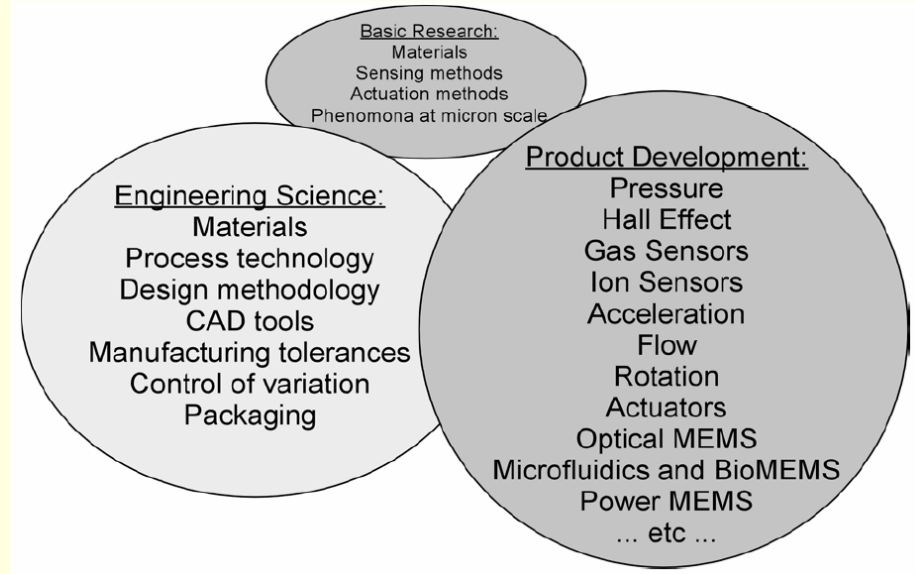 Basic Research:
Materials
Sensing methods
Actuation methods
Phenomona at micron scale
Engineering Science:
Materials
Process technology
Design methodology
CAD tools
Manufacturing tolerances
Control of variation
Packaging
Product Development:
Pressure
Hall Effect
Gas Sensors
Ion Sensors
Acceleration
Flow
Rotation
Actuators
Optical MEMS
Microfluidics and BioMEMS
Power MEMS
... etc ...